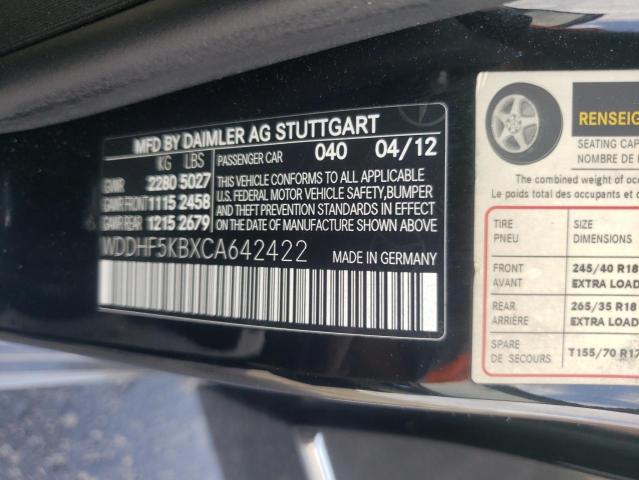 MFD BY DAIMLER AG STUTTGART
KG LBS PASSENGER CAR 040 04/12
GVWR 2280 5027
GAWR FRONT 1115 2458
GAWR REAR 1215 2679
THIS VEHICLE CONFORMS TO ALL APPLICABLE
U.S. FEDERAL MOTOR VEHICLE SAFETY, BUMPER
AND THEFT PREVENTION STANDARDS IN EFFECT
ON THE DATE OF MANUFACTURE SHOWN ABOVE
WDDHF5KBXCA642422 MADE IN GERMANY
RENSEIG
SEATING CAP
NOMBRE DE
The combined weight of occ
Le poids total des occupants et d
TIRE DIMENSIONS
PNEU
FRONT 245/40 R18
AVANT EXTRA LOAD
REAR 265/35 R18
ARRIÈRE EXTRA LOAD
SPARE T155/70 R17
DE SECOURS